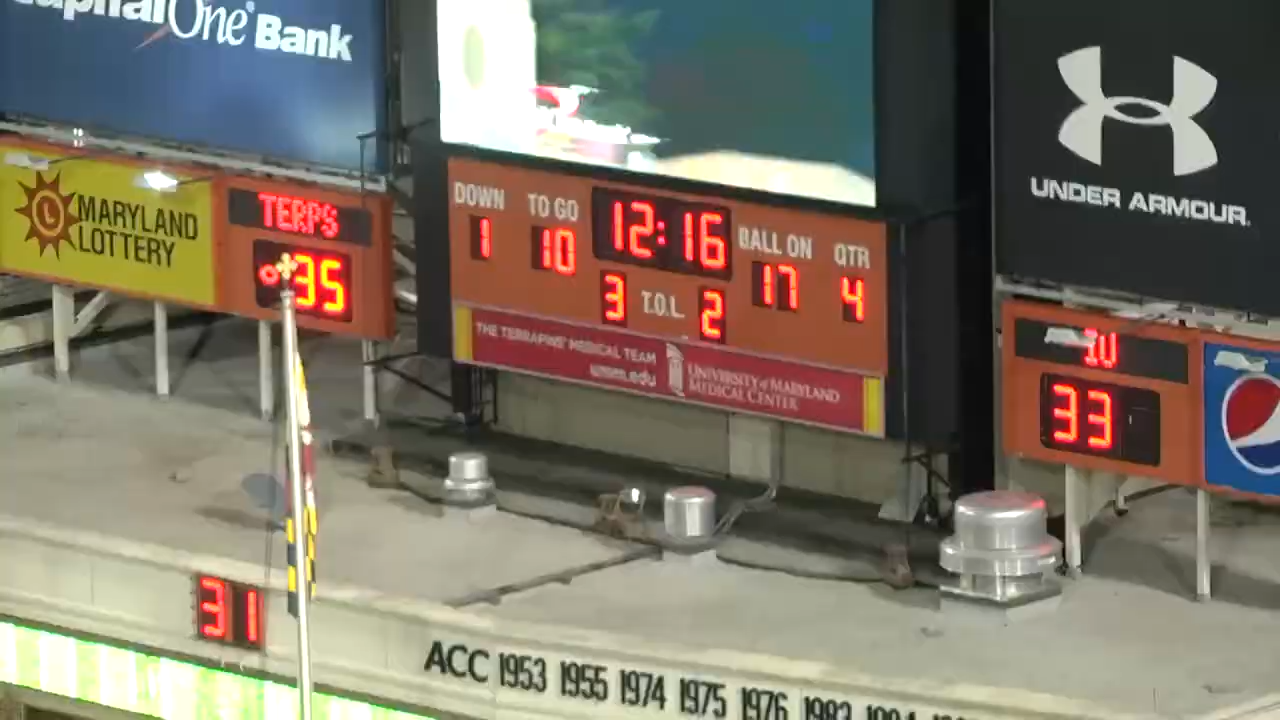 CapitalOne® Bank
UNDER ARMOUR.
MARYLAND
LOTTERY
L
TERPS
35
DOWN TO GO 12:16 BALL ON QTR
1 10 17 4
3 T.O.L. 2
THE TERRAPINS' MEDICAL TEAM
umm.edu
UNIVERSITY of MARYLAND
MEDICAL CENTER
33
31
ACC 1953 1955 1974 1975 1976 1983